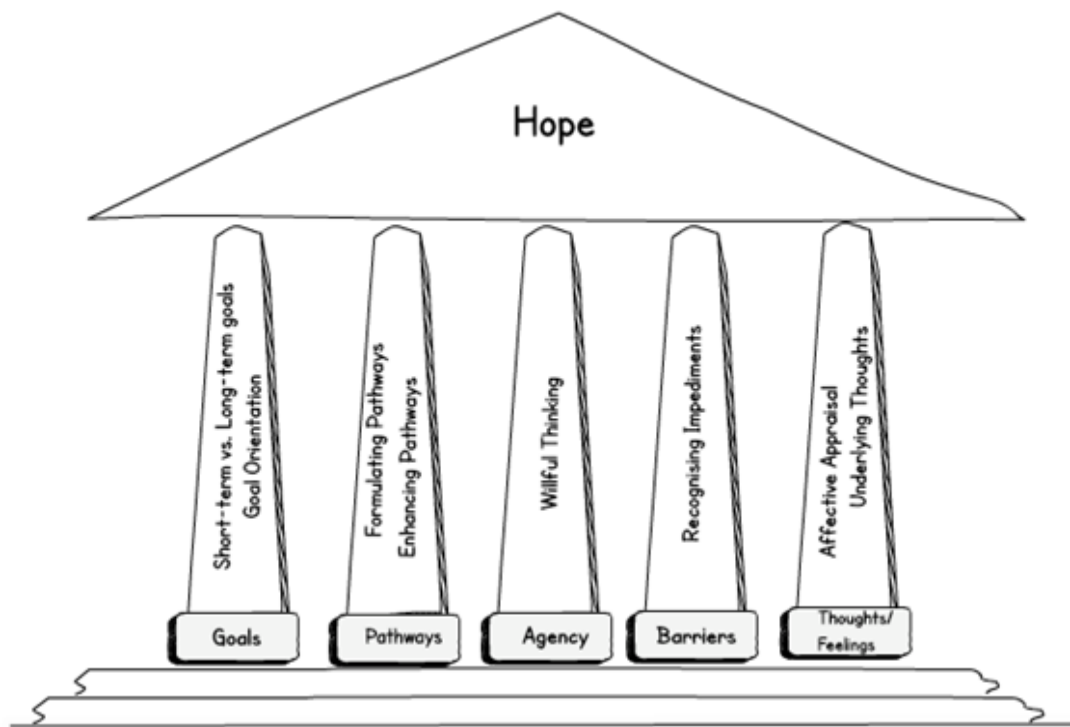 Hope
Short-term vs. Long-term goals
Goal Orientation
Formulating Pathways
Enhancing Pathways
Willful Thinking
Recognising Impediments
Affective Appraisal
Underlying Thoughts
Goals
Pathways
Agency
Barriers
Thoughts/
Feelings